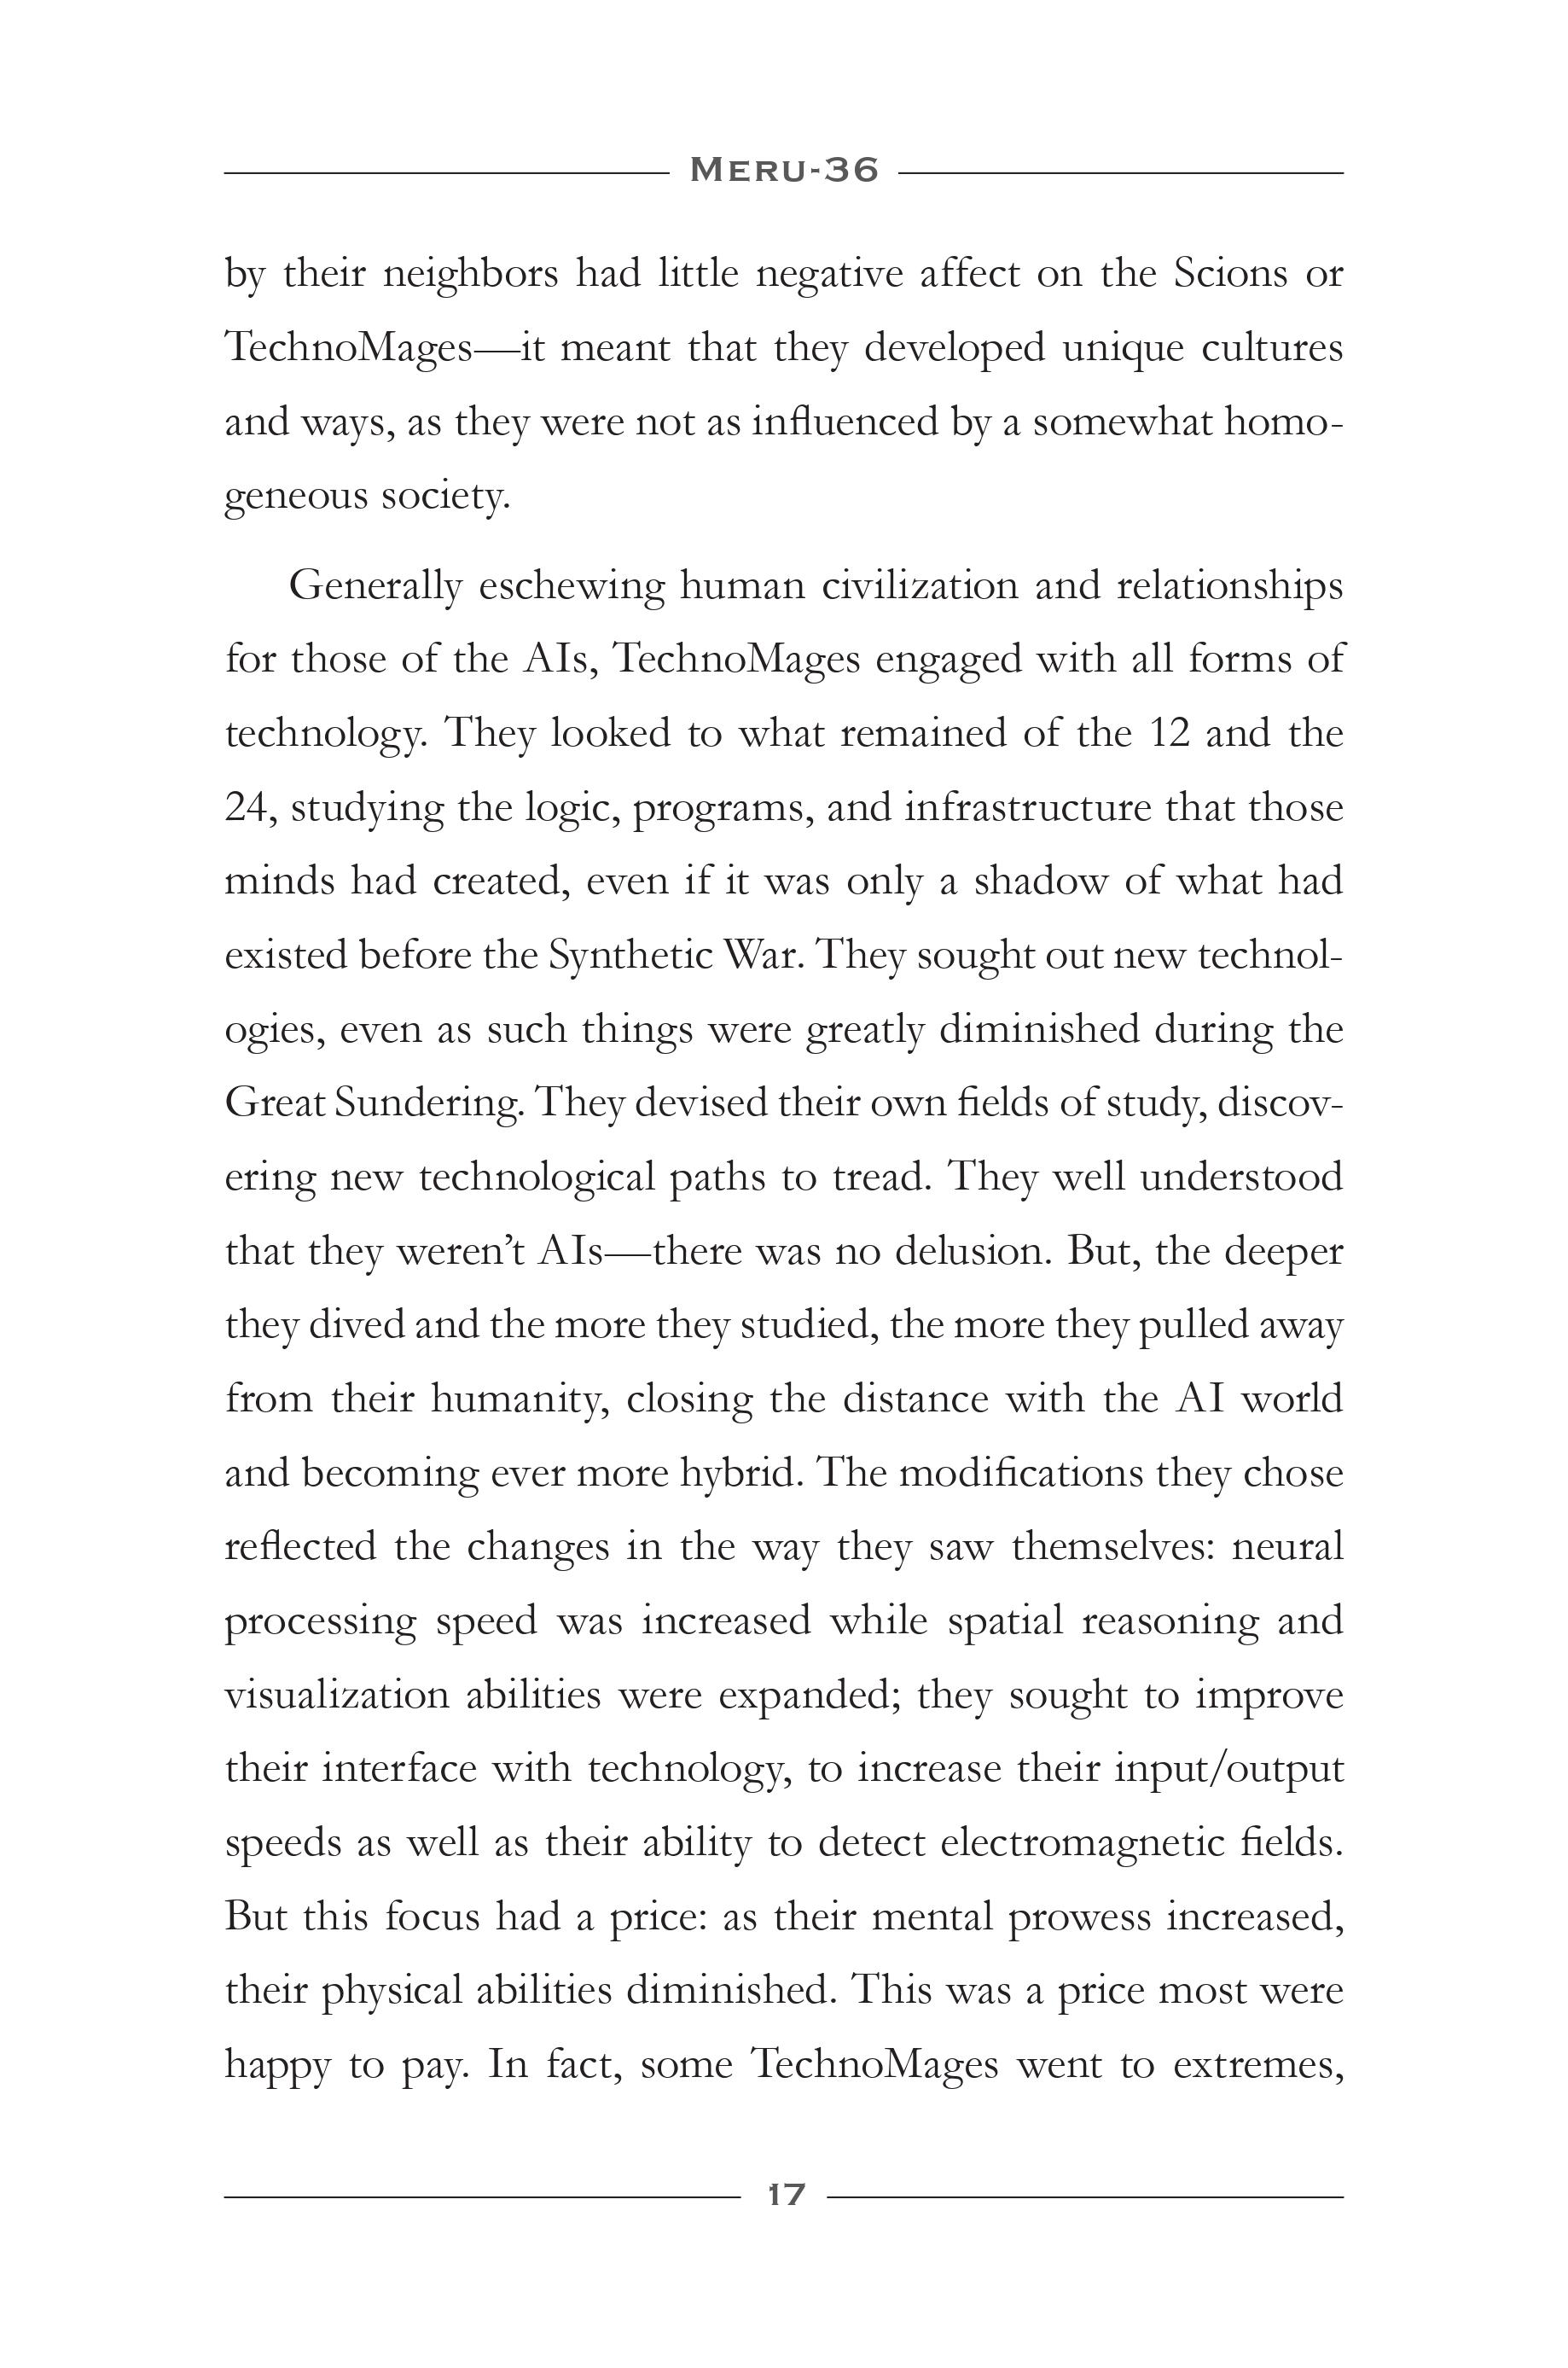 Meru-36
by their neighbors had little negative affect on the Scions or
TechnoMages—it meant that they developed unique cultures
and ways, as they were not as influenced by a somewhat homo-
geneous society.
Generally eschewing human civilization and relationships
for those of the AIs, TechnoMages engaged with all forms of
technology. They looked to what remained of the 12 and the
24, studying the logic, programs, and infrastructure that those
minds had created, even if it was only a shadow of what had
existed before the Synthetic War. They sought out new technol-
ogies, even as such things were greatly diminished during the
Great Sundering. They devised their own fields of study, discov-
ering new technological paths to tread. They well understood
that they weren’t AIs—there was no delusion. But, the deeper
they dived and the more they studied, the more they pulled away
from their humanity, closing the distance with the AI world
and becoming ever more hybrid. The modifications they chose
reflected the changes in the way they saw themselves: neural
processing speed was increased while spatial reasoning and
visualization abilities were expanded; they sought to improve
their interface with technology, to increase their input/output
speeds as well as their ability to detect electromagnetic fields.
But this focus had a price: as their mental prowess increased,
their physical abilities diminished. This was a price most were
happy to pay. In fact, some TechnoMages went to extremes,
17